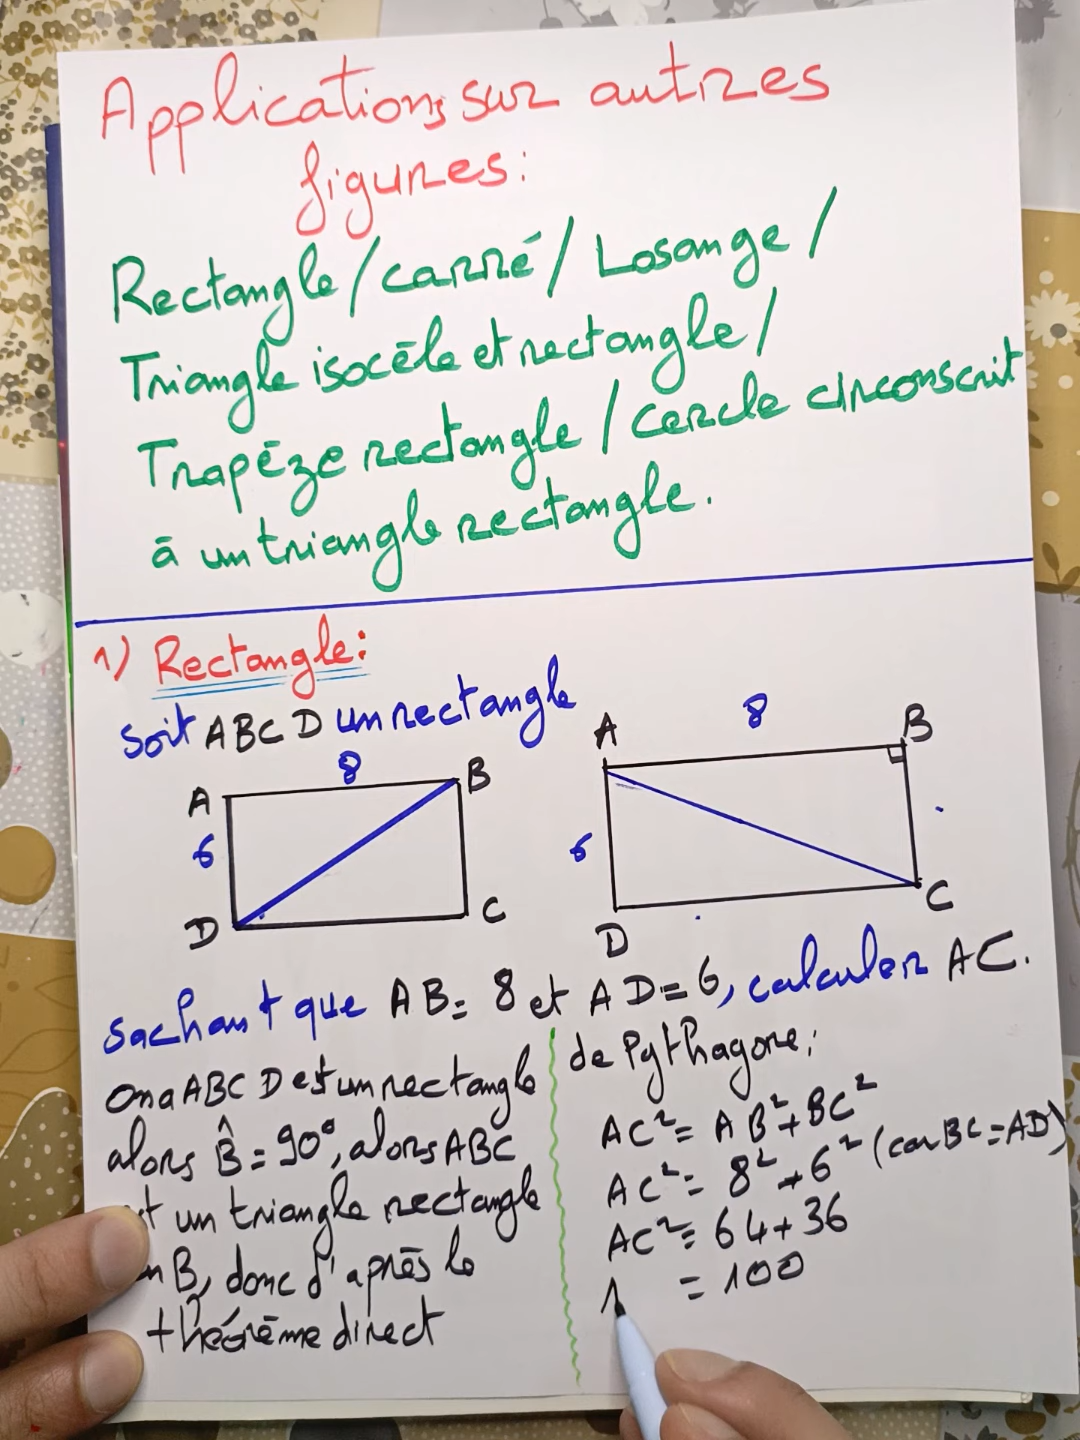 Applications sur autres
figures:
Rectangle/carré/Losange/
Triangle isocèle et rectangle/
Trapèze rectangle/cercle circonscrit
à un triangle rectangle.
1) Rectangle:
Soit ABCD un rectangle
8
A
B
6
D
C
8
A
B
6
D
C
sachant que AB = 8 et AD = 6, calculer AC.
On a ABCD est un rectangle
alors B̂ = 90°, alors ABC
un triangle rectangle
B, donc d'après le
théorème direct
de Pythagore:
AC² = AB² + BC²
AC² = 8² + 6² (car BC = AD)
AC² = 64 + 36
= 100